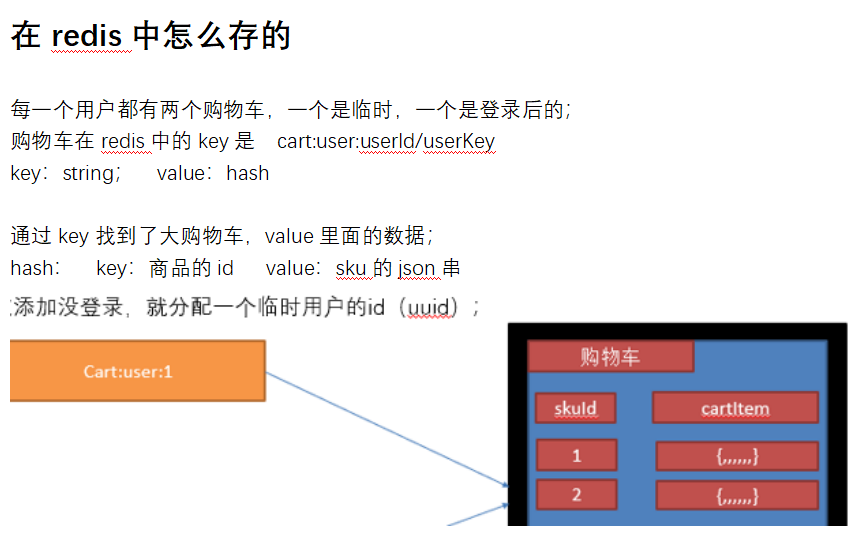 在 redis 中怎么存的
每一个用户都有两个购物车，一个是临时，一个是登录后的；
购物车在 redis 中的 key 是 cart:user:userId/userKey
key：string； value：hash
通过 key 找到了大购物车，value 里面的数据；
hash： key：商品的 id value：sku 的 json 串
添加没登录，就分配一个临时用户的id（uuid）；
购物车
Cart:user:1
skuId cartItem
1 {,,,,,,}
2 {,,,,,,}